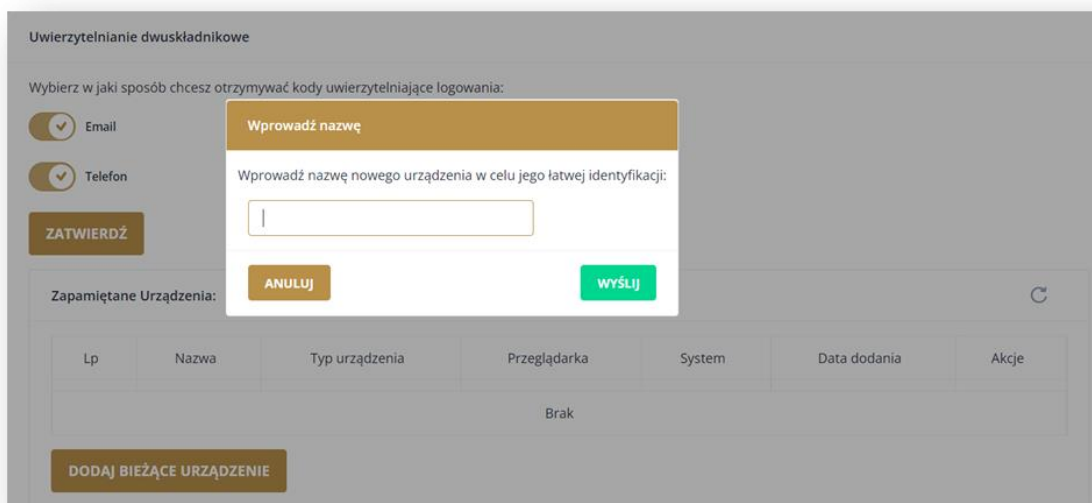 Uwierzytelnianie dwuskładnikowe
Wybierz w jaki sposób chcesz otrzymywać kody uwierzytelniające logowania:
Email
Telefon
ZATWIERDŹ
Wprowadź nazwę
Wprowadź nazwę nowego urządzenia w celu jego łatwej identyfikacji:
ANULUJ WYŚLIJ
Zapamiętane Urządzenia:
Lp Nazwa Typ urządzenia Przeglądarka System Data dodania Akcje
Brak
DODAJ BIEŻĄCE URZĄDZENIE